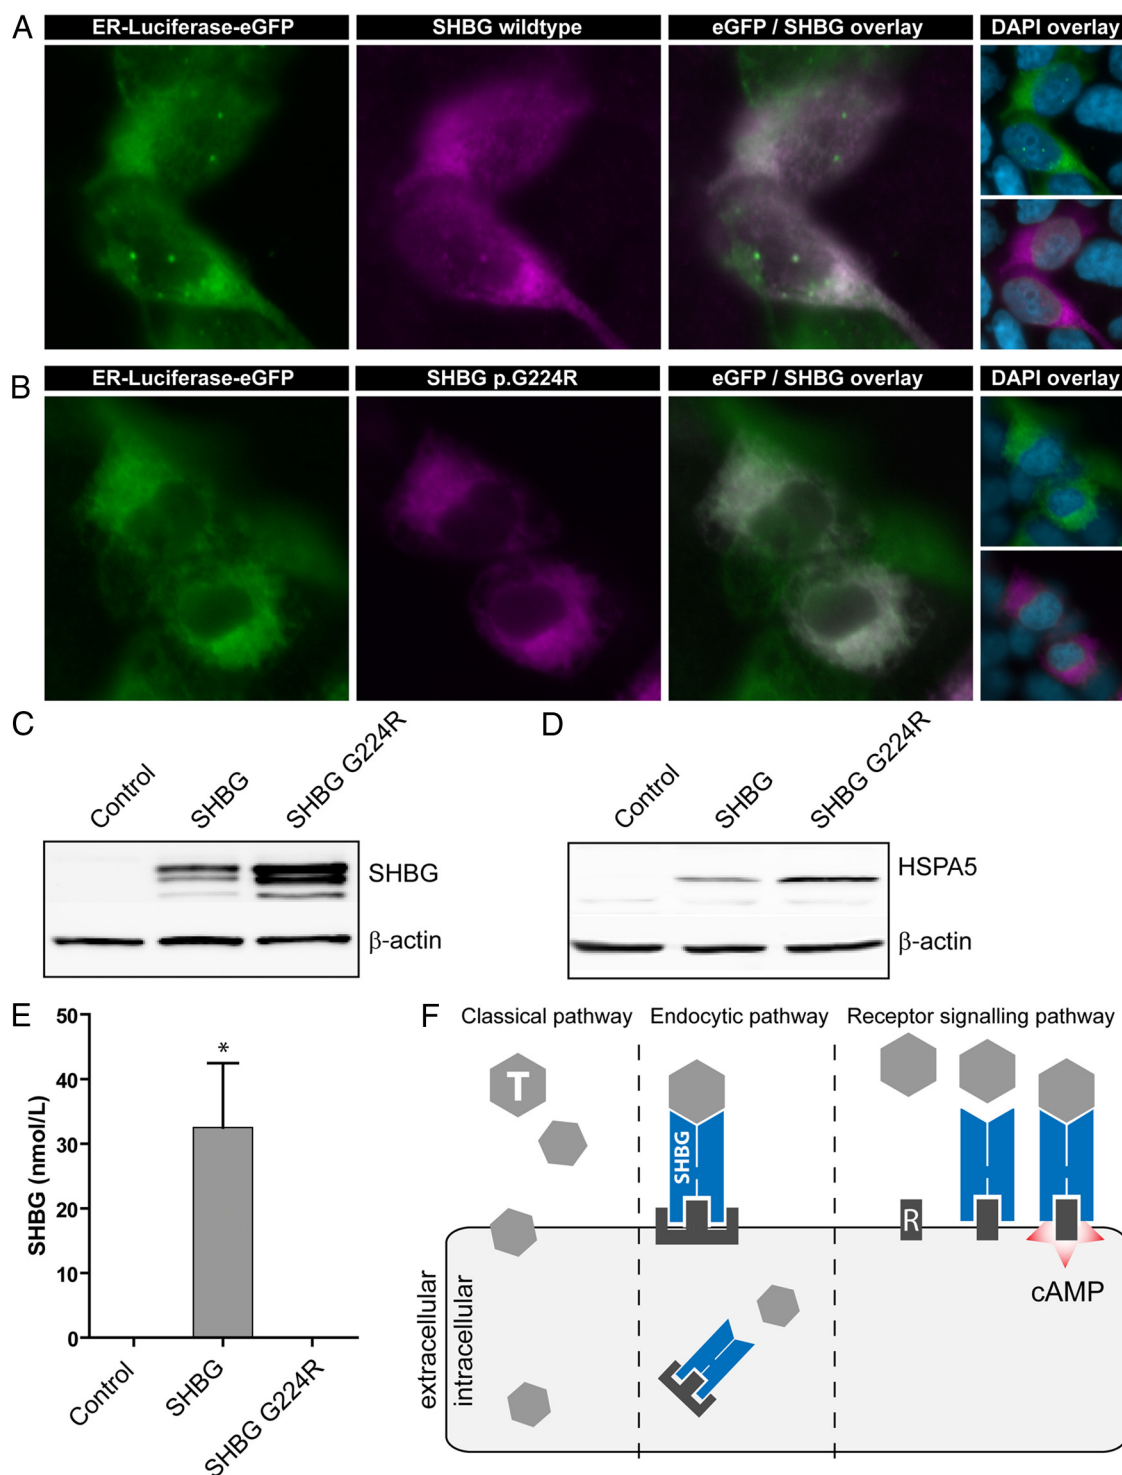 A
ER-Luciferase-eGFP
SHBG wildtype
eGFP / SHBG overlay
DAPI overlay
B
ER-Luciferase-eGFP
SHBG p.G224R
eGFP / SHBG overlay
DAPI overlay
C
Control
SHBG
SHBG G224R
SHBG
β-actin
D
Control
SHBG
SHBG G224R
HSPA5
β-actin
E
SHBG (nmol/L)
50
40
30
20
10
0
*
Control
SHBG
SHBG G224R
F
Classical pathway
Endocytic pathway
Receptor signalling pathway
T
SHBG
R
cAMP
extracellular
intracellular